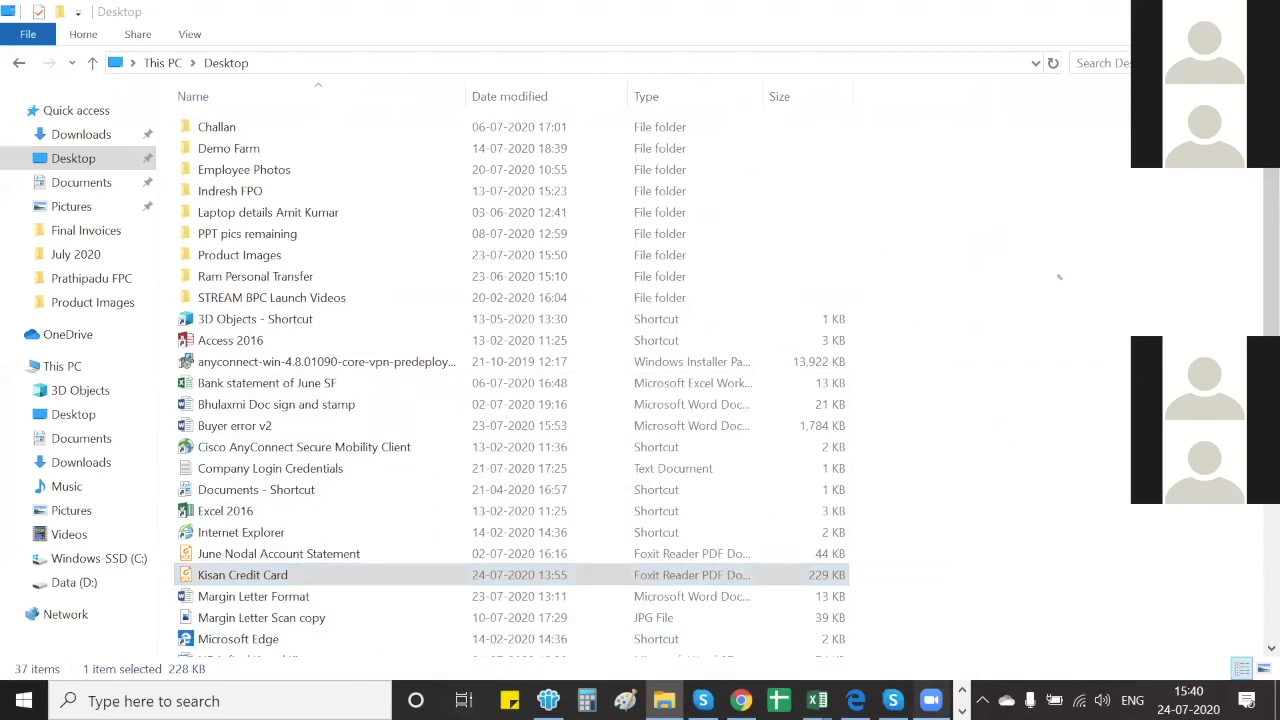 Desktop
File Home Share View
This PC Desktop
Search De
Name Date modified Type Size
Quick access
Downloads
Desktop
Documents
Pictures
Final Invoices
July 2020
Prathipadu FPC
Product Images
OneDrive
This PC
3D Objects
Desktop
Documents
Downloads
Music
Pictures
Videos
Windows-SSD (C:)
Data (D:)
Network
Challan 06-07-2020 17:01 File folder
Demo Farm 14-07-2020 18:39 File folder
Employee Photos 20-07-2020 10:55 File folder
Indresh FPO 13-07-2020 15:23 File folder
Laptop details Amit Kumar 03-06-2020 12:41 File folder
PPT pics remaining 08-07-2020 12:59 File folder
Product Images 23-07-2020 15:50 File folder
Ram Personal Transfer 23-06-2020 15:10 File folder
STREAM BPC Launch Videos 20-02-2020 16:04 File folder
3D Objects - Shortcut 13-05-2020 13:30 Shortcut 1 KB
Access 2016 13-02-2020 11:25 Shortcut 3 KB
anyconnect-win-4.8.01090-core-vpn-predeploy... 21-10-2019 12:17 Windows Installer Pa... 13,922 KB
Bank statement of June SF 06-07-2020 16:48 Microsoft Excel Work... 13 KB
Bhulaxmi Doc sign and stamp 02-07-2020 19:16 Microsoft Word Doc... 21 KB
Buyer error v2 23-07-2020 15:53 Microsoft Word Doc... 1,784 KB
Cisco AnyConnect Secure Mobility Client 13-02-2020 11:36 Shortcut 2 KB
Company Login Credentials 21-07-2020 17:25 Text Document 1 KB
Documents - Shortcut 21-04-2020 16:57 Shortcut 1 KB
Excel 2016 13-02-2020 11:25 Shortcut 3 KB
Internet Explorer 14-02-2020 14:36 Shortcut 2 KB
June Nodal Account Statement 02-07-2020 16:16 Foxit Reader PDF Do... 44 KB
Kisan Credit Card 24-07-2020 13:55 Foxit Reader PDF Do... 229 KB
Margin Letter Format 23-07-2020 13:11 Microsoft Word Doc... 13 KB
Margin Letter Scan copy 10-07-2020 17:29 JPG File 39 KB
Microsoft Edge 14-02-2020 14:36 Shortcut 2 KB
37 items 1 item selected 228 KB
Type here to search
ENG
15:40
24-07-2020